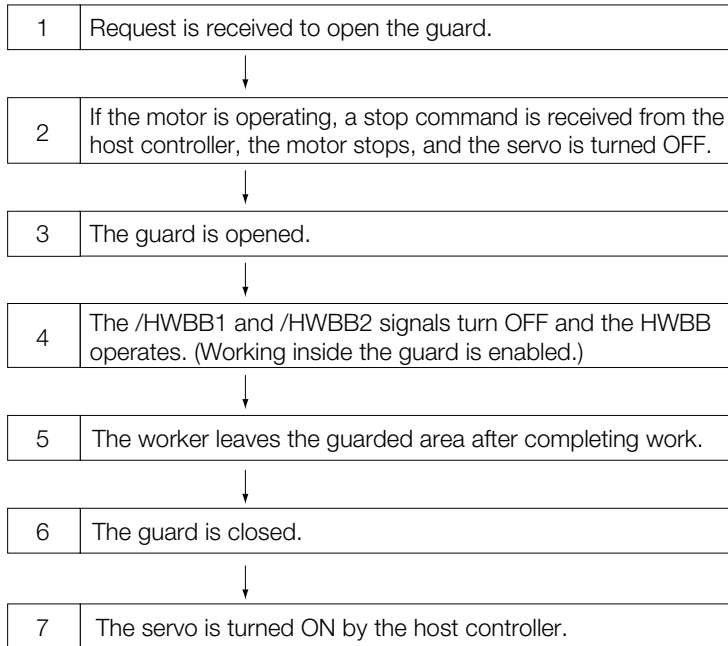 1 Request is received to open the guard.
2 If the motor is operating, a stop command is received from the
host controller, the motor stops, and the servo is turned OFF.
3 The guard is opened.
4 The /HWBB1 and /HWBB2 signals turn OFF and the HWBB
operates. (Working inside the guard is enabled.)
5 The worker leaves the guarded area after completing work.
6 The guard is closed.
7 The servo is turned ON by the host controller.